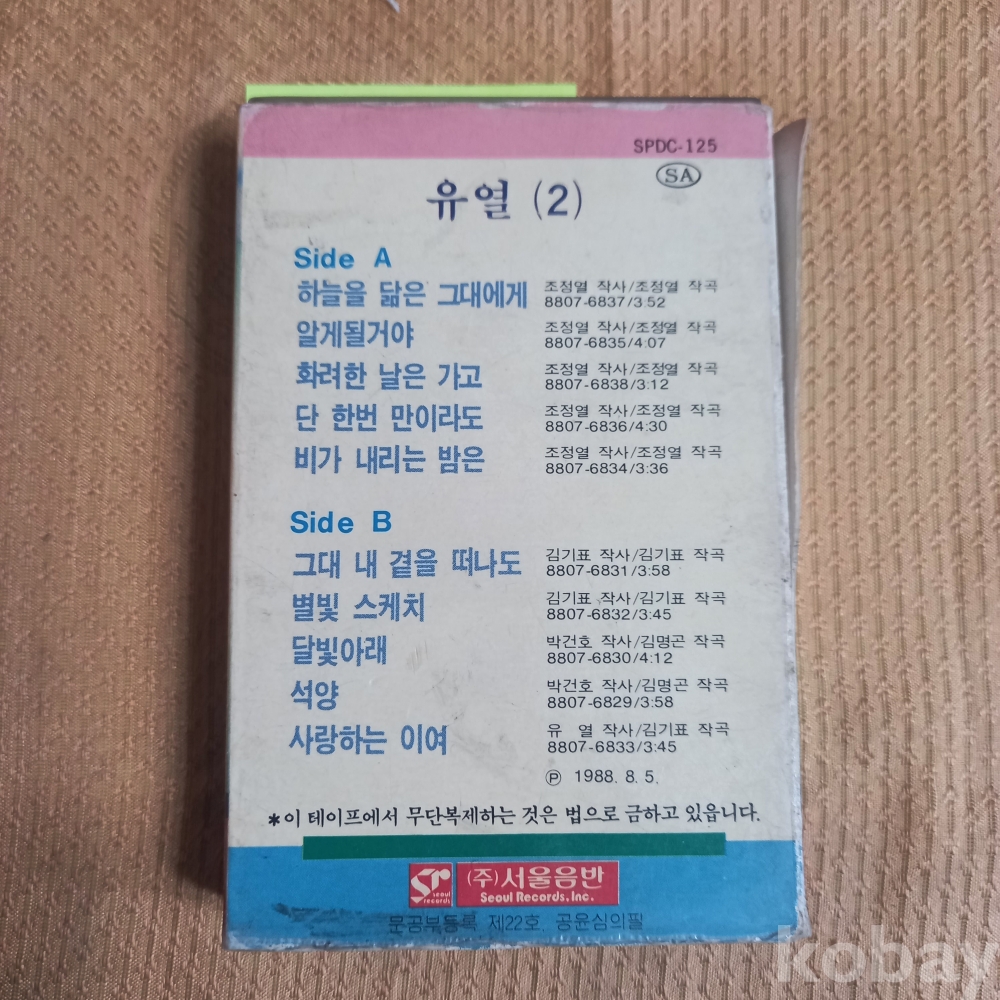 SPDC-125
SA
유열 (2)
Side A
하늘을 닮은 그대에게 조정열 작사/조정열 작곡
8807-6837/3:52
알게될거야 조정열 작사/조정열 작곡
8807-6835/4:07
화려한 날은 가고 조정열 작사/조정열 작곡
8807-6838/3:12
단 한번 만이라도 조정열 작사/조정열 작곡
8807-6836/4:30
비가 내리는 밤은 조정열 작사/조정열 작곡
8807-6834/3:36
Side B
그대 내 곁을 떠나도 김기표 작사/김기표 작곡
8807-6831/3:58
별빛 스케치 김기표 작사/김기표 작곡
8807-6832/3:45
달빛아래 박건호 작사/김명곤 작곡
8807-6830/4:12
석양 박건호 작사/김명곤 작곡
8807-6829/3:58
사랑하는 이여 유 열 작사/김기표 작곡
8807-6833/3:45
Ⓟ 1988. 8. 5.
*이 테이프에서 무단복제하는 것은 법으로 금하고 있읍니다.
sr seoul records (주)서울음반
Seoul Records, Inc.
문공부등록 제22호. 공윤심의필
kobay